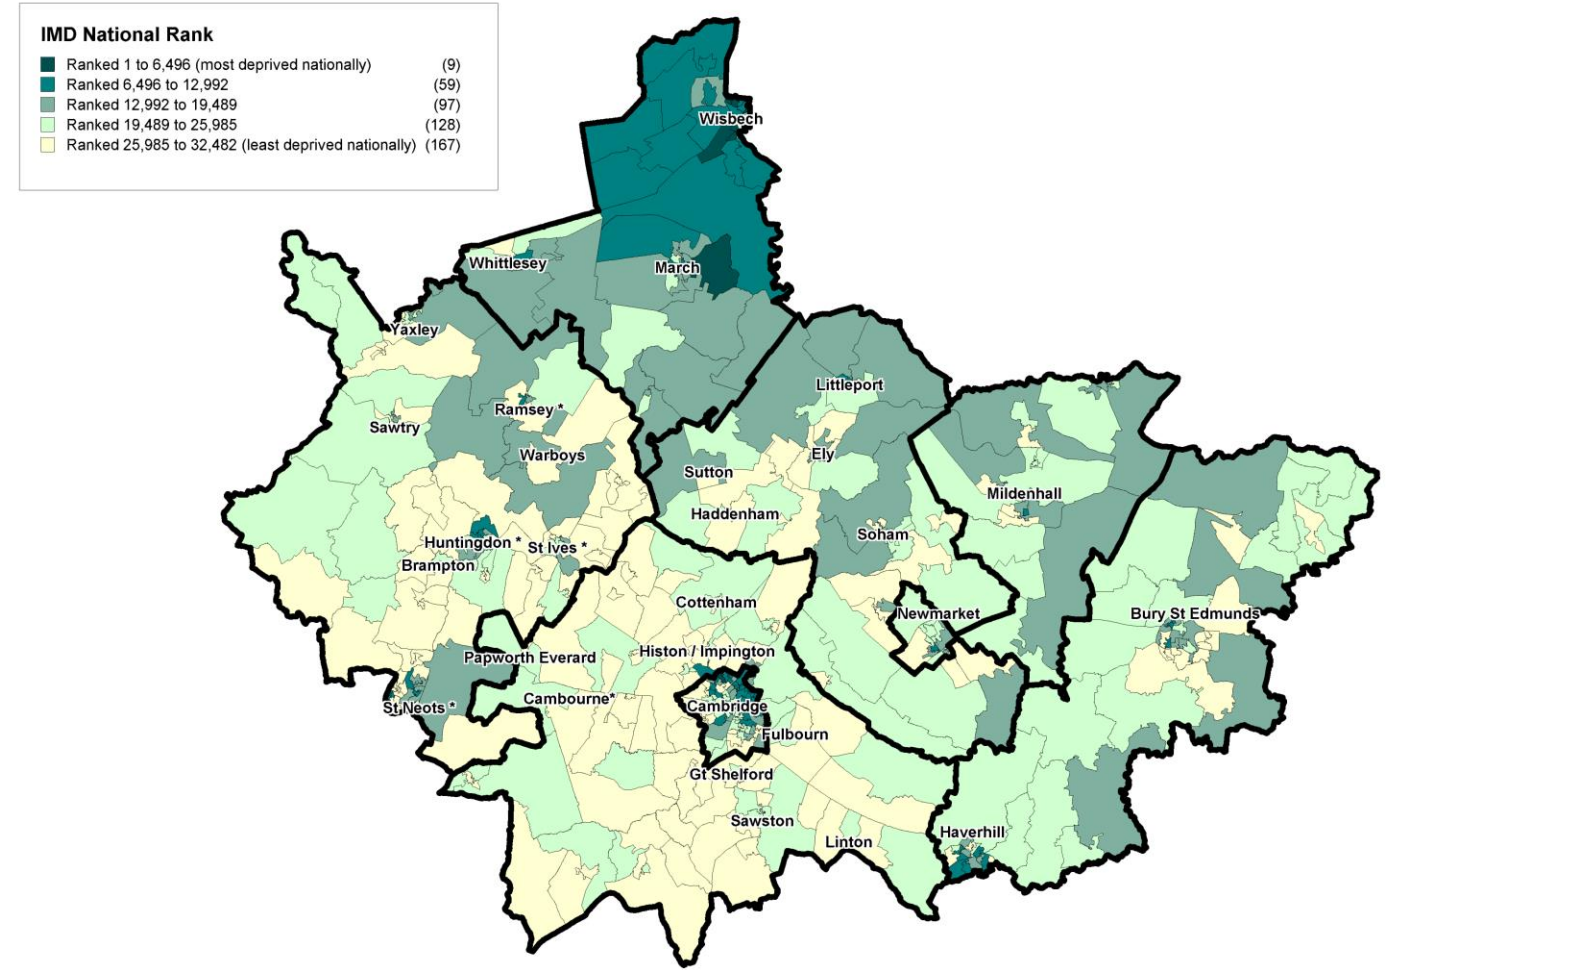 IMD National Rank
Ranked 1 to 6,496 (most deprived nationally) (9)
Ranked 6,496 to 12,992 (59)
Ranked 12,992 to 19,489 (97)
Ranked 19,489 to 25,985 (128)
Ranked 25,985 to 32,482 (least deprived nationally) (167)
Wisbech
Whittlesey
March
Yaxley
Littleport
Ramsey *
Sawtry
Warboys
Ely
Sutton
Mildenhall
Haddenham
Soham
Huntingdon *
St Ives *
Brampton
Cottenham
Newmarket
Bury St Edmunds
Histon / Impington
Papworth Everard
Cambourne*
St Neots *
Cambridge
Fulbourn
Gt Shelford
Sawston
Haverhill
Linton